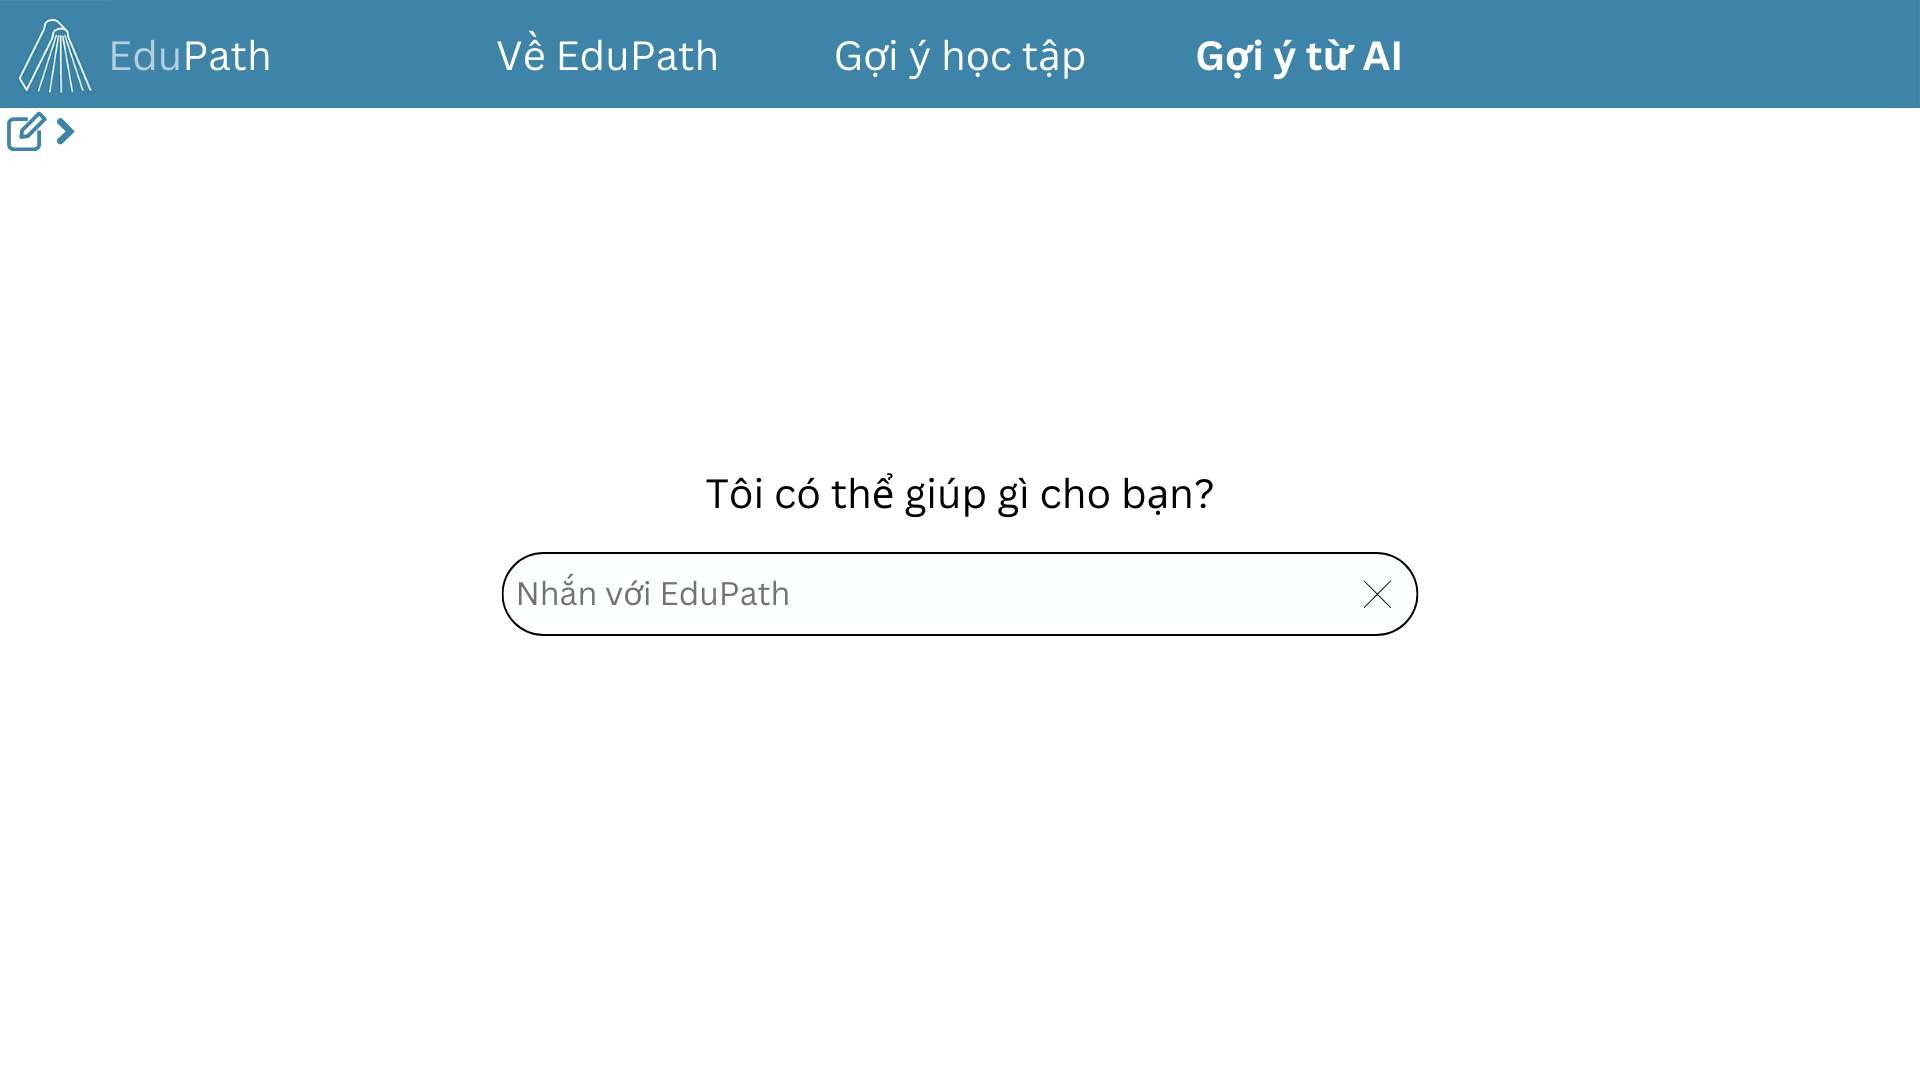 EduPath
Về EduPath
Gợi ý học tập
Gợi ý từ AI
Tôi có thể giúp gì cho bạn?
Nhắn với EduPath